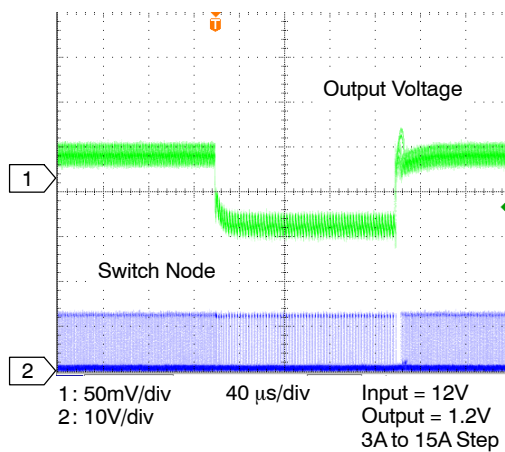 T
Output Voltage
1
Switch Node
2
1: 50mV/div 40 µs/div Input = 12V
2: 10V/div Output = 1.2V
3A to 15A Step